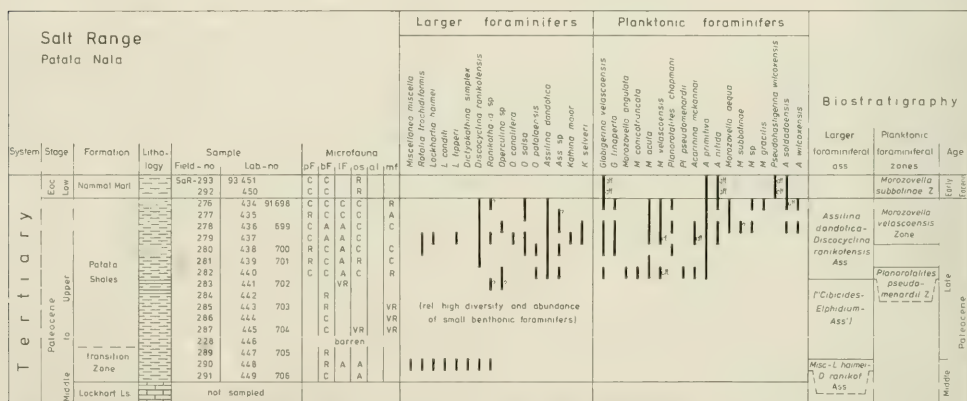 Salt Range
Patala Nala
Larger foraminifers
Planktonic foraminifers
Biostratigraphy
System
Stage
Formation
Litho-
logy
Sample
Field-no
Lab-no
Microfauna
pF bF lF os al mf
Miscellanea miscella
Lockhartia haimei
L conditi
L tipperi
Dictyokathina simplex
Discocyclina ranikotensis
Operculina sp
O canalifera
O salsa
O patalaensis
Assilina dandotica
Ass sp
Kathina major
K selveri
Globigerina velascoensis
G linaperta
Morozovella angulata
M conicotruncata
M acuta
M velascoensis
Planorotalites chapmani
Pl pseudomenardii
Acarinina mckannai
A primitiva
A nitida
Morozovella aequa
M subbotinae
M sp
M gracilis
Pseudohastigerina wilcoxensis
A soldadoensis
A wilcoxensis
Larger
foraminiferal
ass
Planktonic
foraminiferal
zones
Age
Tertiary
Eoc
Low
Nammal Marl
SaR-293 93 451 C C R
292 450 C C R
276 434 91698 C C C C R
277 435 R C C C A
278 436 699 C A A C C
279 437 C A A C
280 438 700 R C A C C
281 439 701 R C A R C
282 440 C C A C R
283 441 702 VR
284 442 R
285 443 703 R VR
286 444 C VR
287 445 704 C VR VR
228 446 barren
289 447 705 R
290 448 R A A
291 449 706 C A
not sampled
Patala
Shales
transition
Zone
Lockhart Ls
Paleocene
Middle to Upper
(rel high diversity and abundance
of small benthonic foraminifers)
Morozovella
subbotinae Z
Early
Eocene
Assilina
dandotica-
Discocyclina
ranikotensis
Ass
Morozovella
velascoensis
Zone
Planorotalites
pseudo-
menardii Z
("Cibicides-
Elphidium-
Ass")
Misc-L haimei-
D ranikot
Ass
Late
Middle
Paleocene